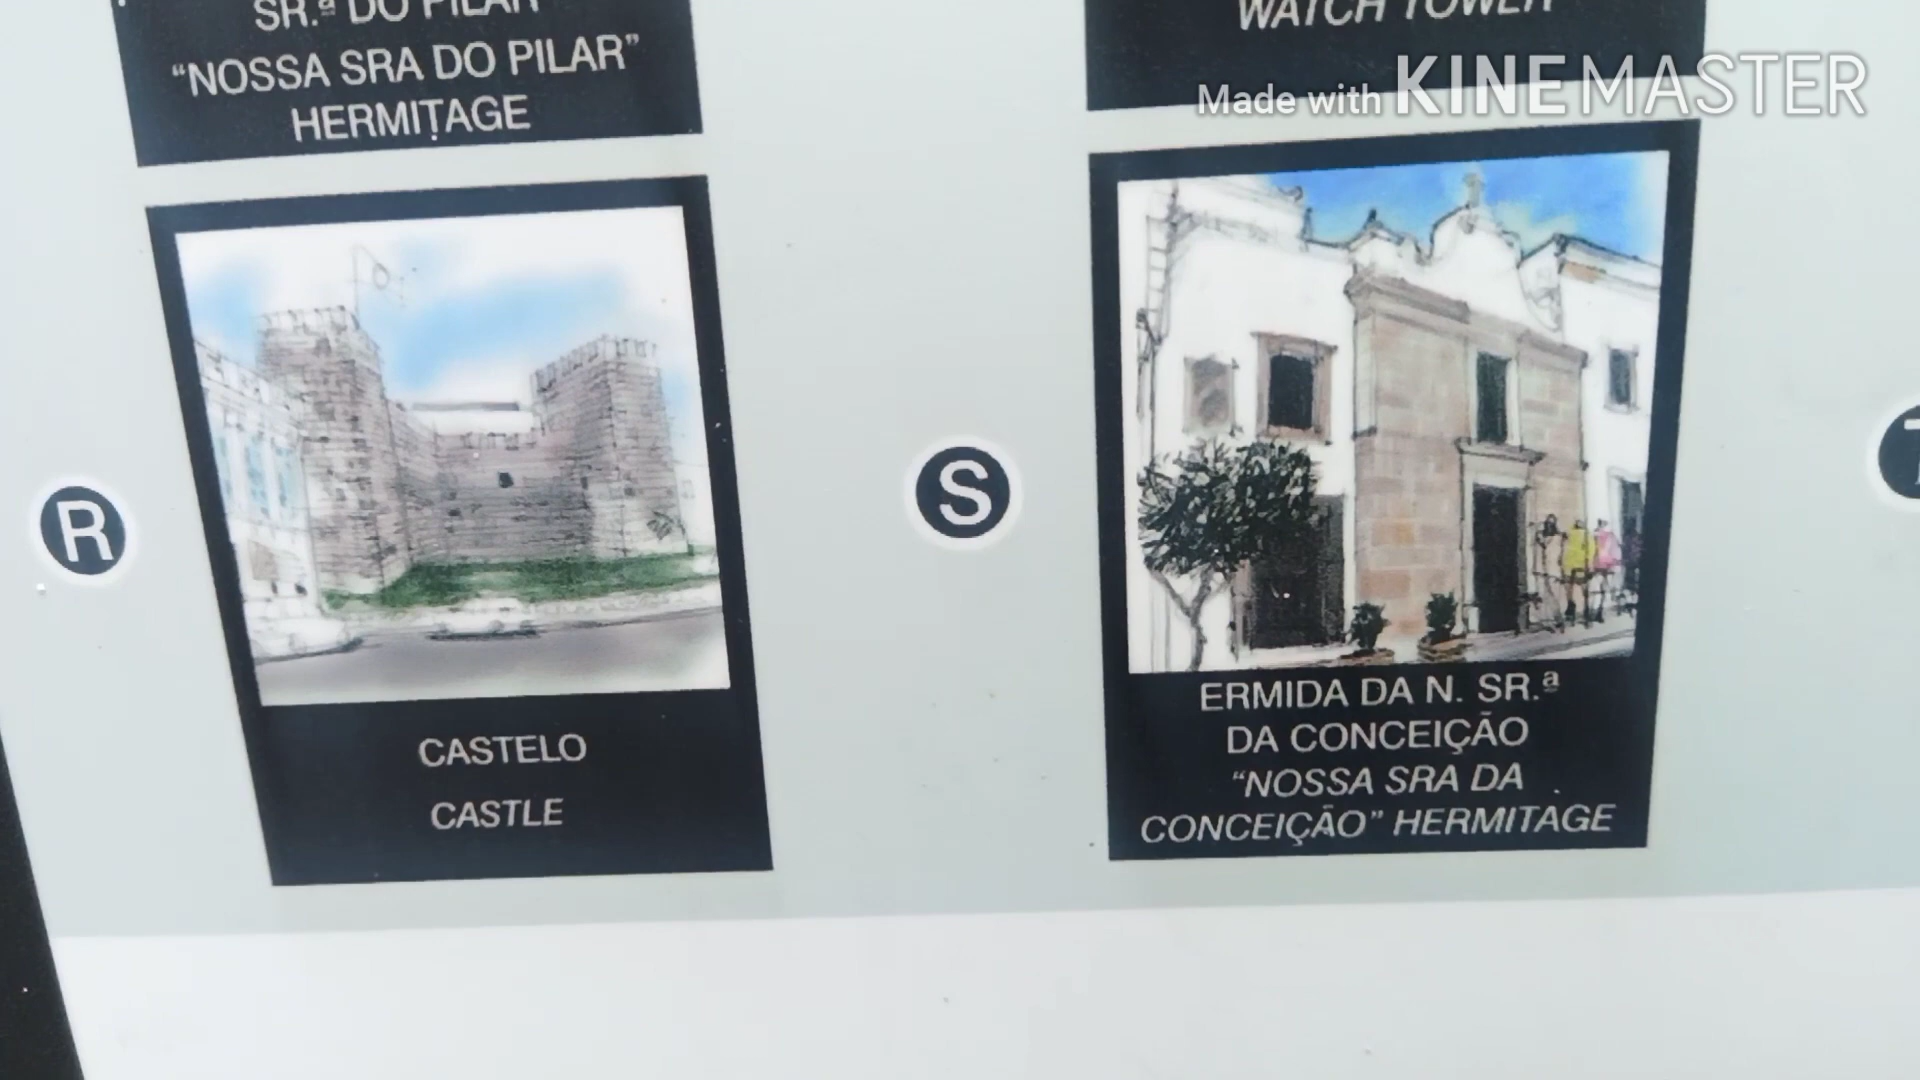 SR.ª DO PILAR
“NOSSA SRA DO PILAR”
HERMITAGE
WATCH TOWER
Made with KINEMASTER
R
CASTELO
CASTLE
S
ERMIDA DA N. SR.ª
DA CONCEIÇÃO
“NOSSA SRA DA
CONCEIÇÃO” HERMITAGE